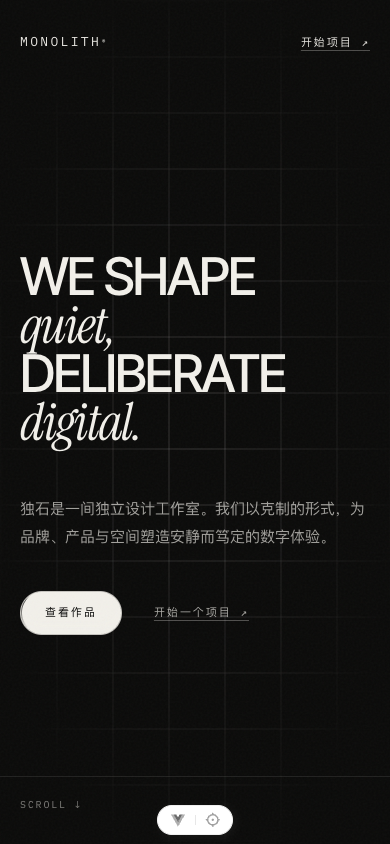 MONOLITH®
开始项目 ↗
WE SHAPE
quiet,
DELIBERATE
digital.
独石是一间独立设计工作室。我们以克制的形式，为
品牌、产品与空间塑造安静而笃定的数字体验。
查看作品
开始一个项目 ↗
SCROLL ↓